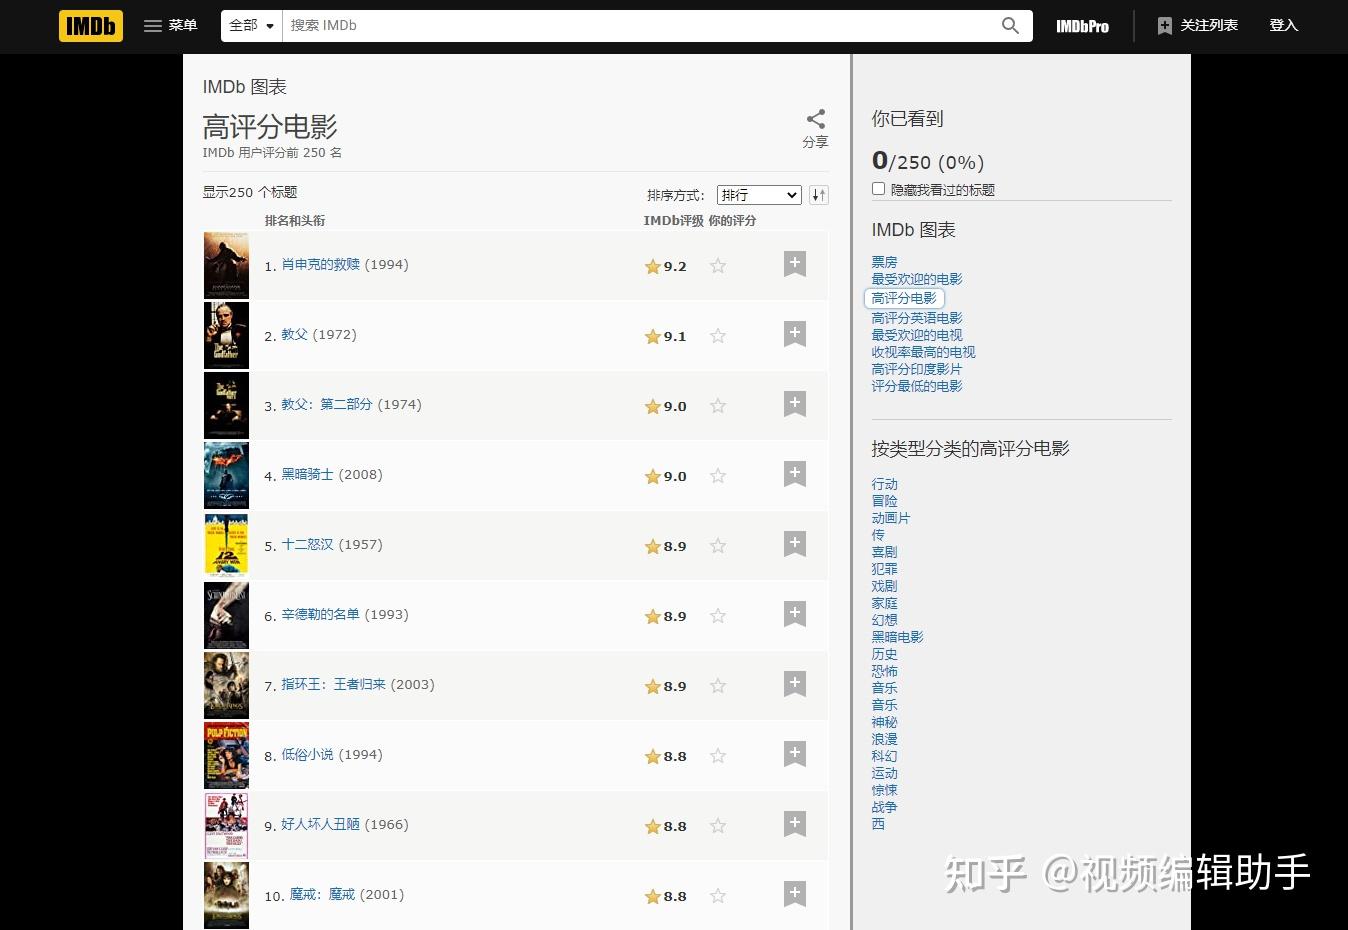 IMDb 菜单 全部 搜索 IMDb IMDbPro 关注列表 登入
IMDb 图表
高评分电影
IMDb 用户评分前 250 名
分享
显示250 个标题
排序方式: 排行
排名和头衔 IMDb评级 你的评分
1. 肖申克的救赎 (1994) 9.2
2. 教父 (1972) 9.1
3. 教父：第二部分 (1974) 9.0
4. 黑暗骑士 (2008) 9.0
5. 十二怒汉 (1957) 8.9
6. 辛德勒的名单 (1993) 8.9
7. 指环王：王者归来 (2003) 8.9
PULP FICTION
8. 低俗小说 (1994) 8.8
9. 好人坏人丑陋 (1966) 8.8
10. 魔戒：魔戒 (2001) 8.8
你已看到
0/250 (0%)
隐藏我看过的标题
IMDb 图表
票房
最受欢迎的电影
高评分电影
高评分英语电影
最受欢迎的电视
收视率最高的电视
高评分印度影片
评分最低的电影
按类型分类的高评分电影
行动
冒险
动画片
传
喜剧
犯罪
戏剧
家庭
幻想
黑暗电影
历史
恐怖
音乐
音乐
神秘
浪漫
科幻
运动
惊悚
战争
西
知乎 @视频编辑助手